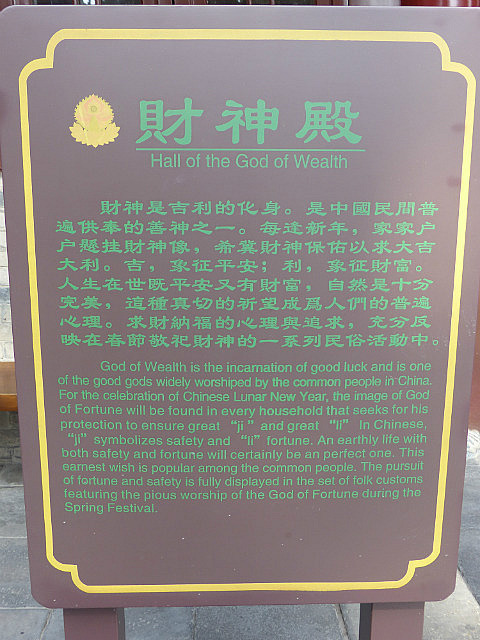 財神殿
Hall of the God of Wealth
財神是吉利的化身。是中國民間普
遍供奉的善神之一。每逢新年，家家户
户懸挂財神像，希冀財神保佑以求大吉
大利。吉，象征平安；利，象征財富。
人生在世既平安又有財富，自然是十分
完美，這種真切的祈望成爲人們的普遍
心理。求財納福的心理與追求，充分反
映在春節敬祀財神的一系列民俗活動中。
God of Wealth is the incarnation of good luck and is one
of the good gods widely worshiped by the common people in China.
For the celebration of Chinese Lunar New Year, the image of God
of Fortune will be found in every household that seeks for his
protection to ensure great “ji” and great “li” In Chinese,
“ji” symbolizes safety and “li” fortune. An earthly life with
both safety and fortune will certainly be an perfect one. This
earnest wish is popular among the common people. The pursuit
of fortune and safety is fully displayed in the set of folk customs
featuring the pious worship of the God of Fortune during the
Spring Festival.